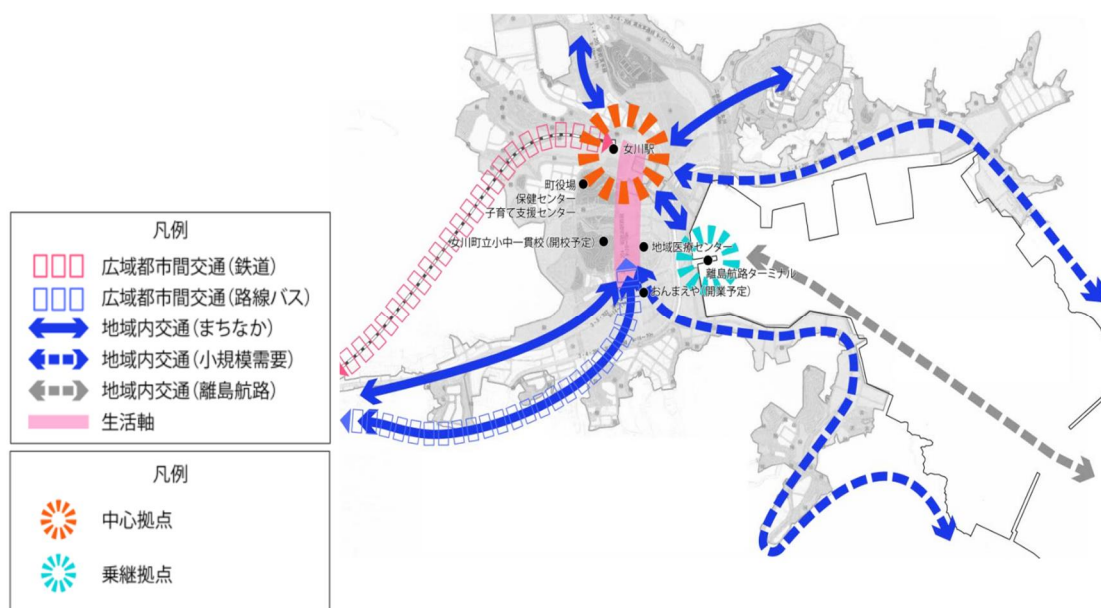 凡例
広域都市間交通(鉄道)
広域都市間交通(路線バス)
地域内交通(まちなか)
地域内交通(小規模需要)
地域内交通(離島航路)
生活軸
凡例
中心拠点
乗継拠点
女川駅
町役場
保健センター
子育て支援センター
女川町立小中一貫校(開校予定)
地域医療センター
離島航路ターミナル
おんまえや(開業予定)